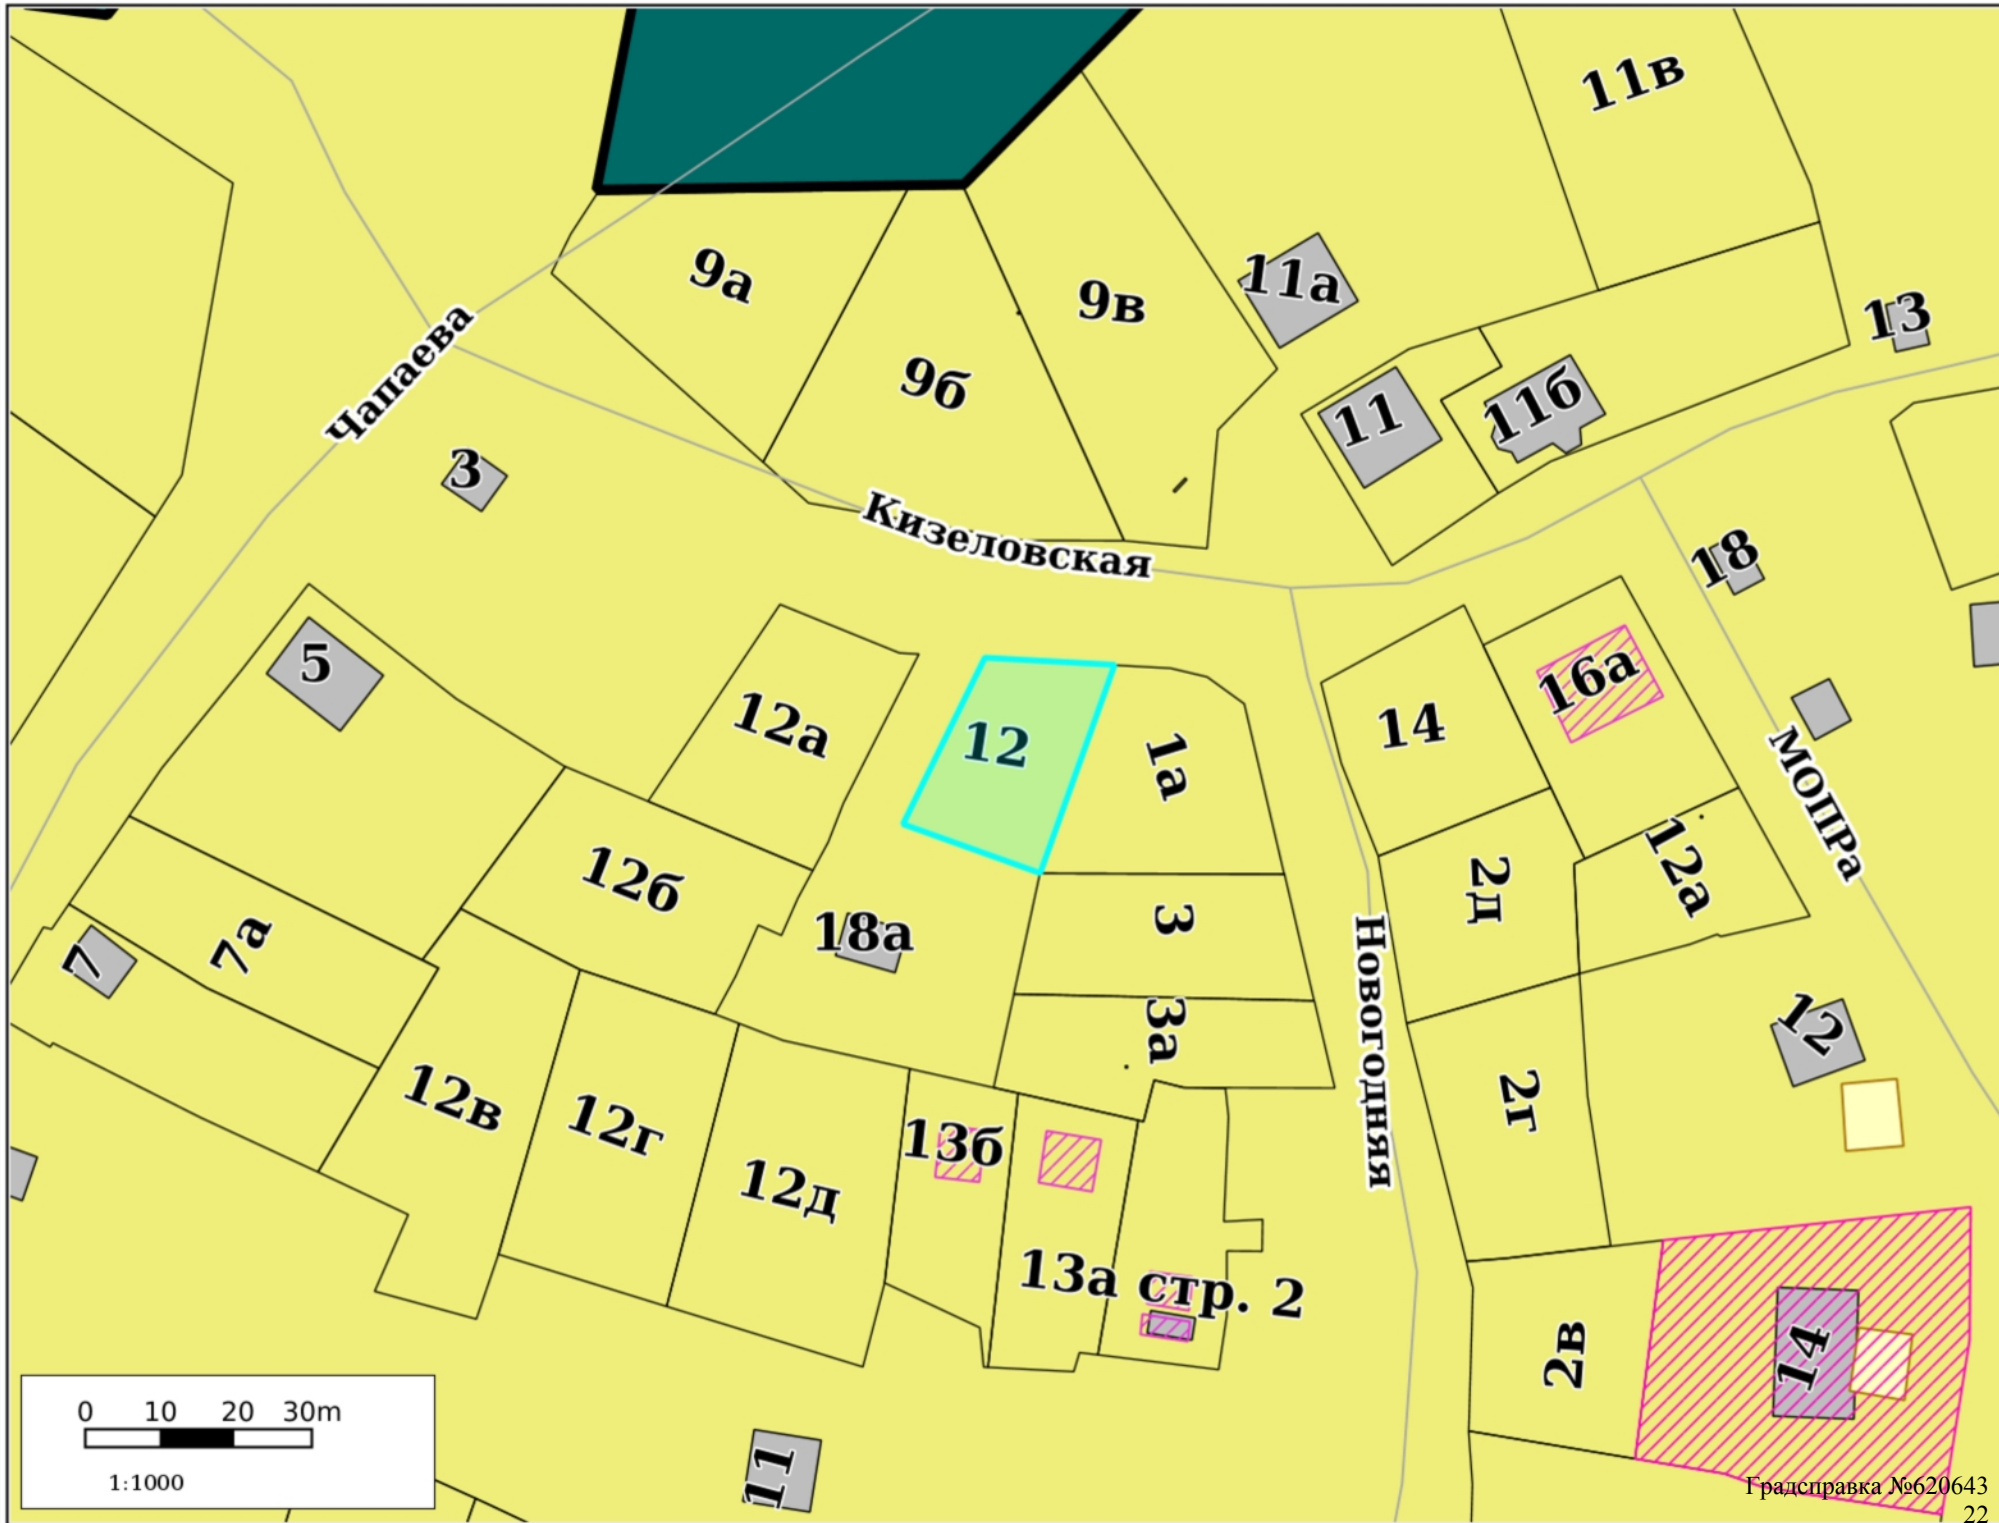 11в
9а
9в
11а
13
9б
Чапаева
11
11б
3
Кизеловская
18
5
12а
12
1а
14
16а
МОПРа
12б
7
7а
18а
3
2д
12а
3а
Новогодняя
12
12в
12г
12д
13б
2г
13а стр. 2
2в
14
0 10 20 30m
1:1000
11
Градсправка №620643
22